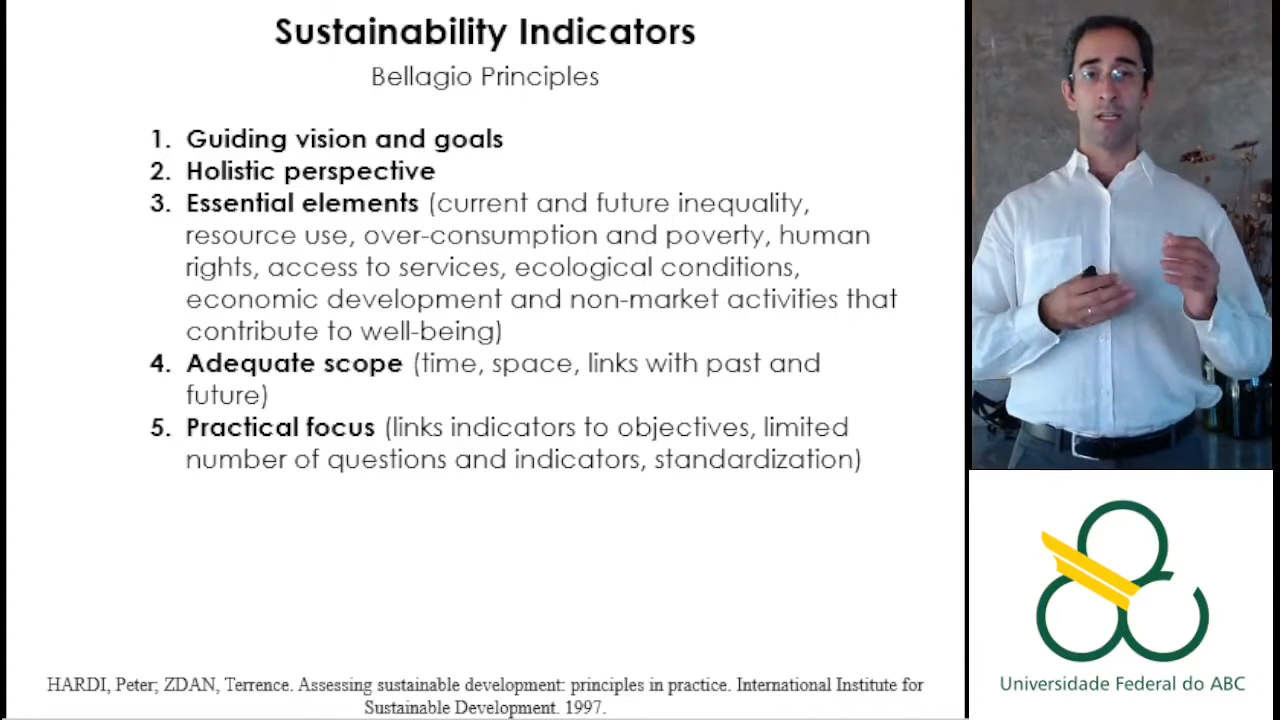 Sustainability Indicators
Bellagio Principles
1. Guiding vision and goals
2. Holistic perspective
3. Essential elements (current and future inequality,
resource use, over-consumption and poverty, human
rights, access to services, ecological conditions,
economic development and non-market activities that
contribute to well-being)
4. Adequate scope (time, space, links with past and
future)
5. Practical focus (links indicators to objectives, limited
number of questions and indicators, standardization)
HARDI, Peter; ZDAN, Terrence. Assessing sustainable development: principles in practice. International Institute for
Sustainable Development. 1997.
Universidade Federal do ABC